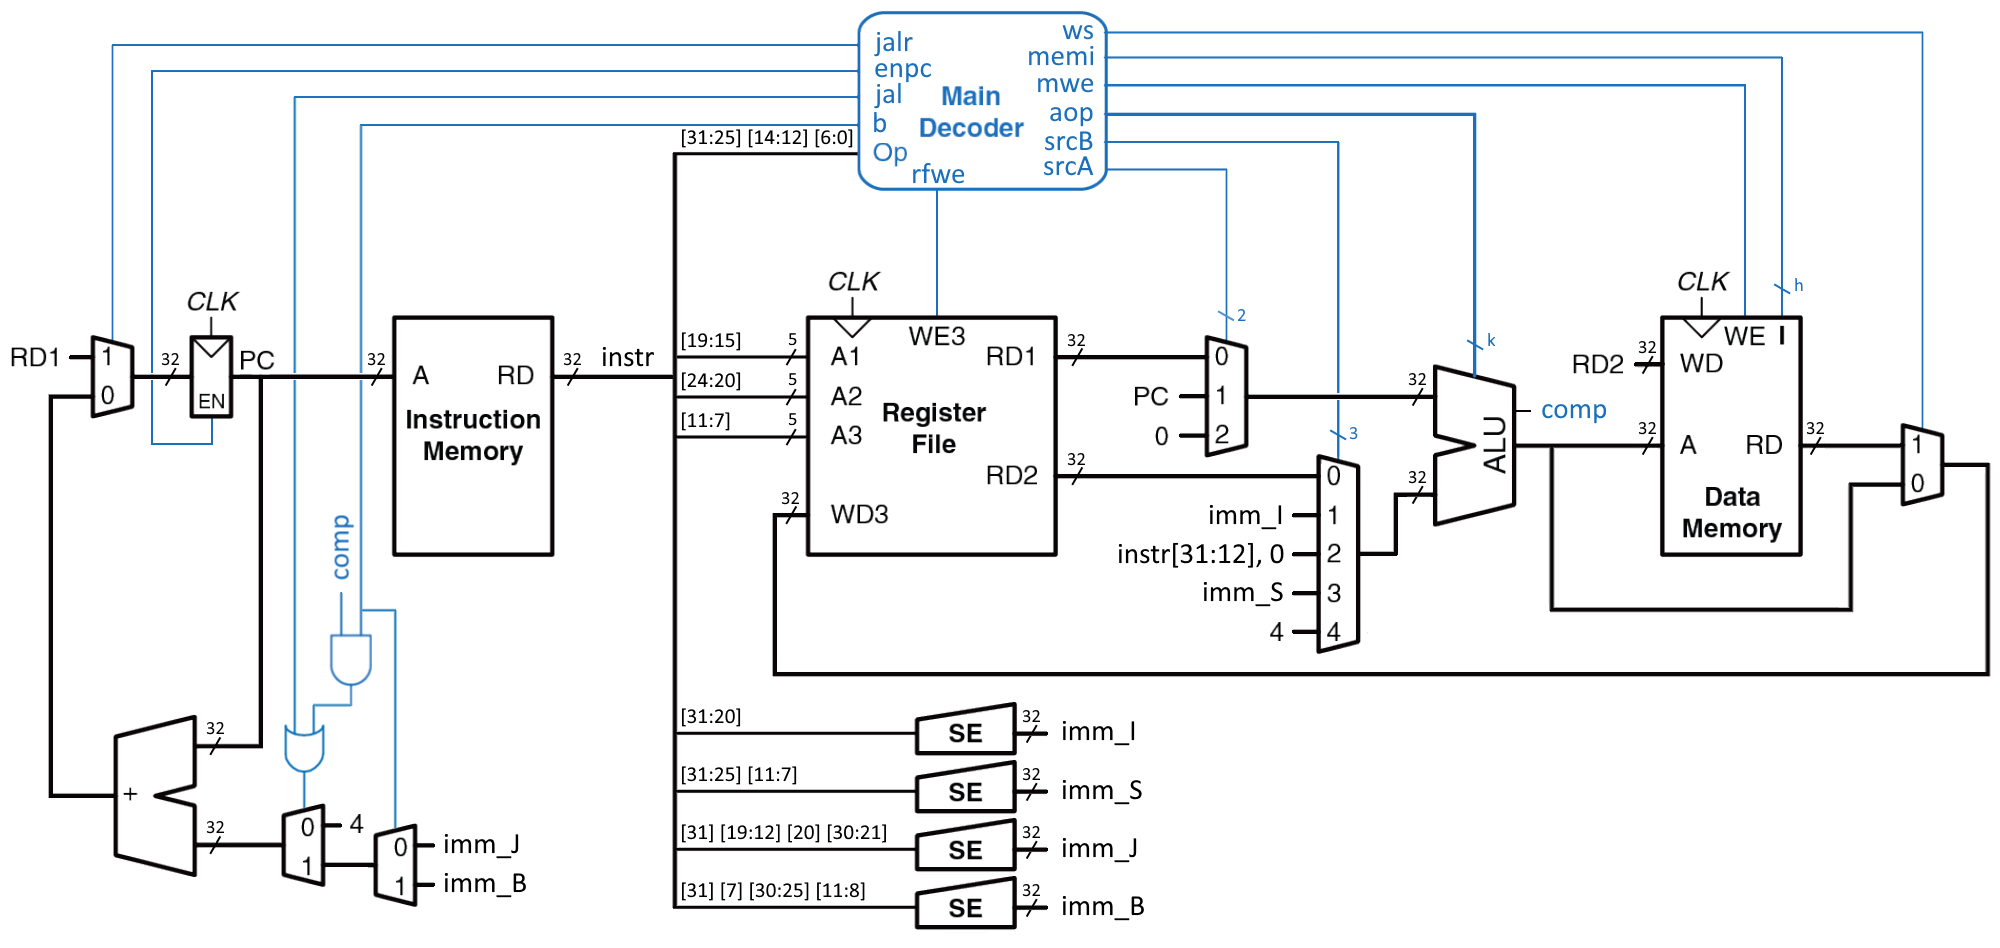 jalr
enpc
jal
b
Op
rfwe
Main
Decoder
ws
memi
mwe
aop
srcB
srcA
[31:25] [14:12] [6:0]
RD1
1
0
32
CLK
EN
PC
32
A
RD
Instruction
Memory
32
instr
[19:15]
5
[24:20]
5
[11:7]
5
CLK
WE3
A1
A2
A3
WD3
32
RD1
RD2
Register
File
32
32
2
0
1
2
PC
0
3
0
1
2
3
4
imm_I
instr[31:12], 0
imm_S
4
32
32
k
ALU
comp
CLK
WE I
h
RD2
32
WD
32
A
RD
Data
Memory
32
1
0
comp
+
32
32
0
1
4
0
1
imm_J
imm_B
[31:20]
SE
32
imm_I
[31:25] [11:7]
SE
32
imm_S
[31] [19:12] [20] [30:21]
SE
32
imm_J
[31] [7] [30:25] [11:8]
SE
32
imm_B